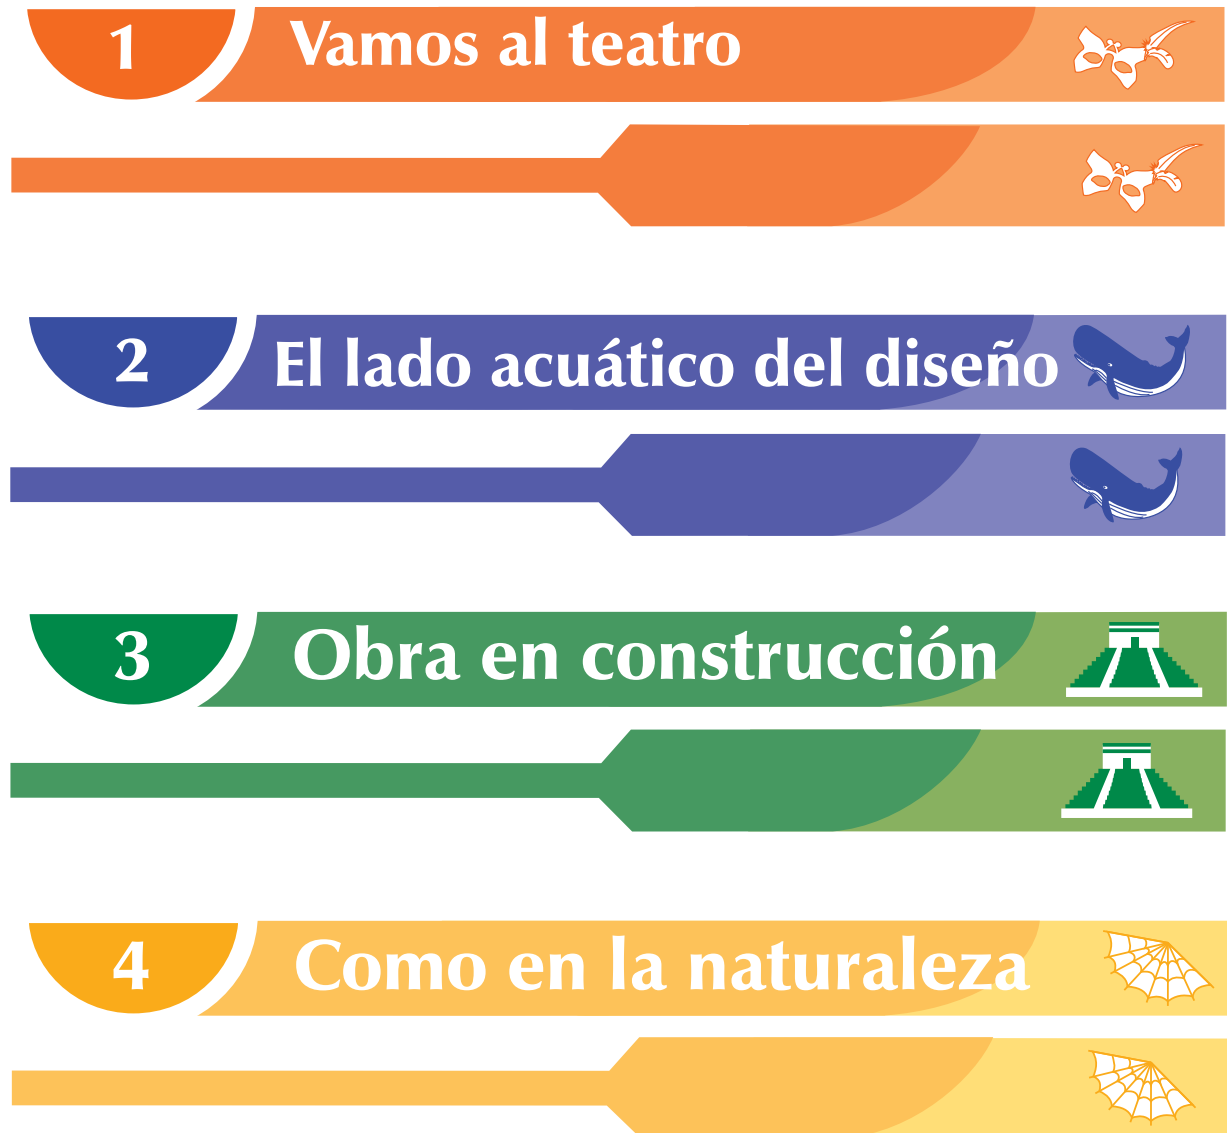 1 Vamos al teatro
2 El lado acuático del diseño
3 Obra en construcción
4 Como en la naturaleza